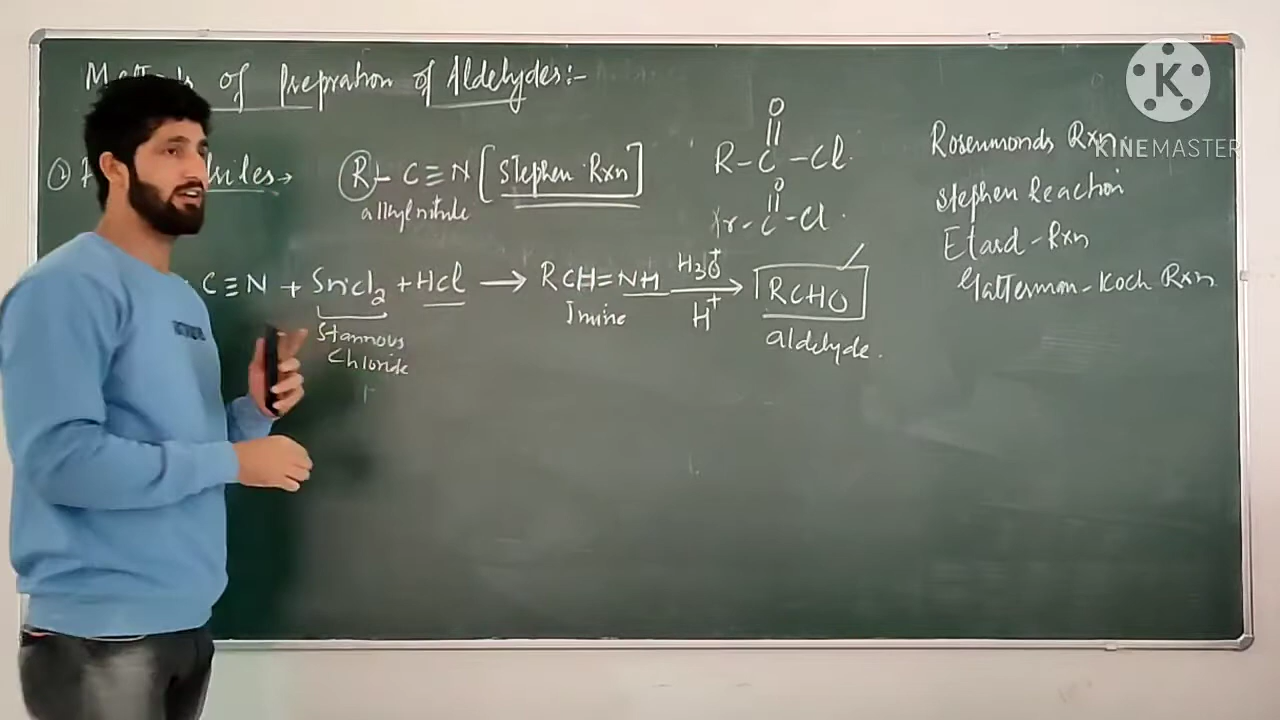 of Prepration of Aldehydes:-
R-C≡N [Stephen Rxn]
alkyl nitrile
C≡N + SnCl2 + HCl → RCH=NH H3O+ → RCHO
H+
Stannous
Chloride
Imine
aldehyde.
O
R-C-Cl.
O
Ar-C-Cl.
Rosenmonds Rxn.
Stephen Reaction
Etard-Rxn
Gatterman-Koch Rxn
K
KINEMASTER